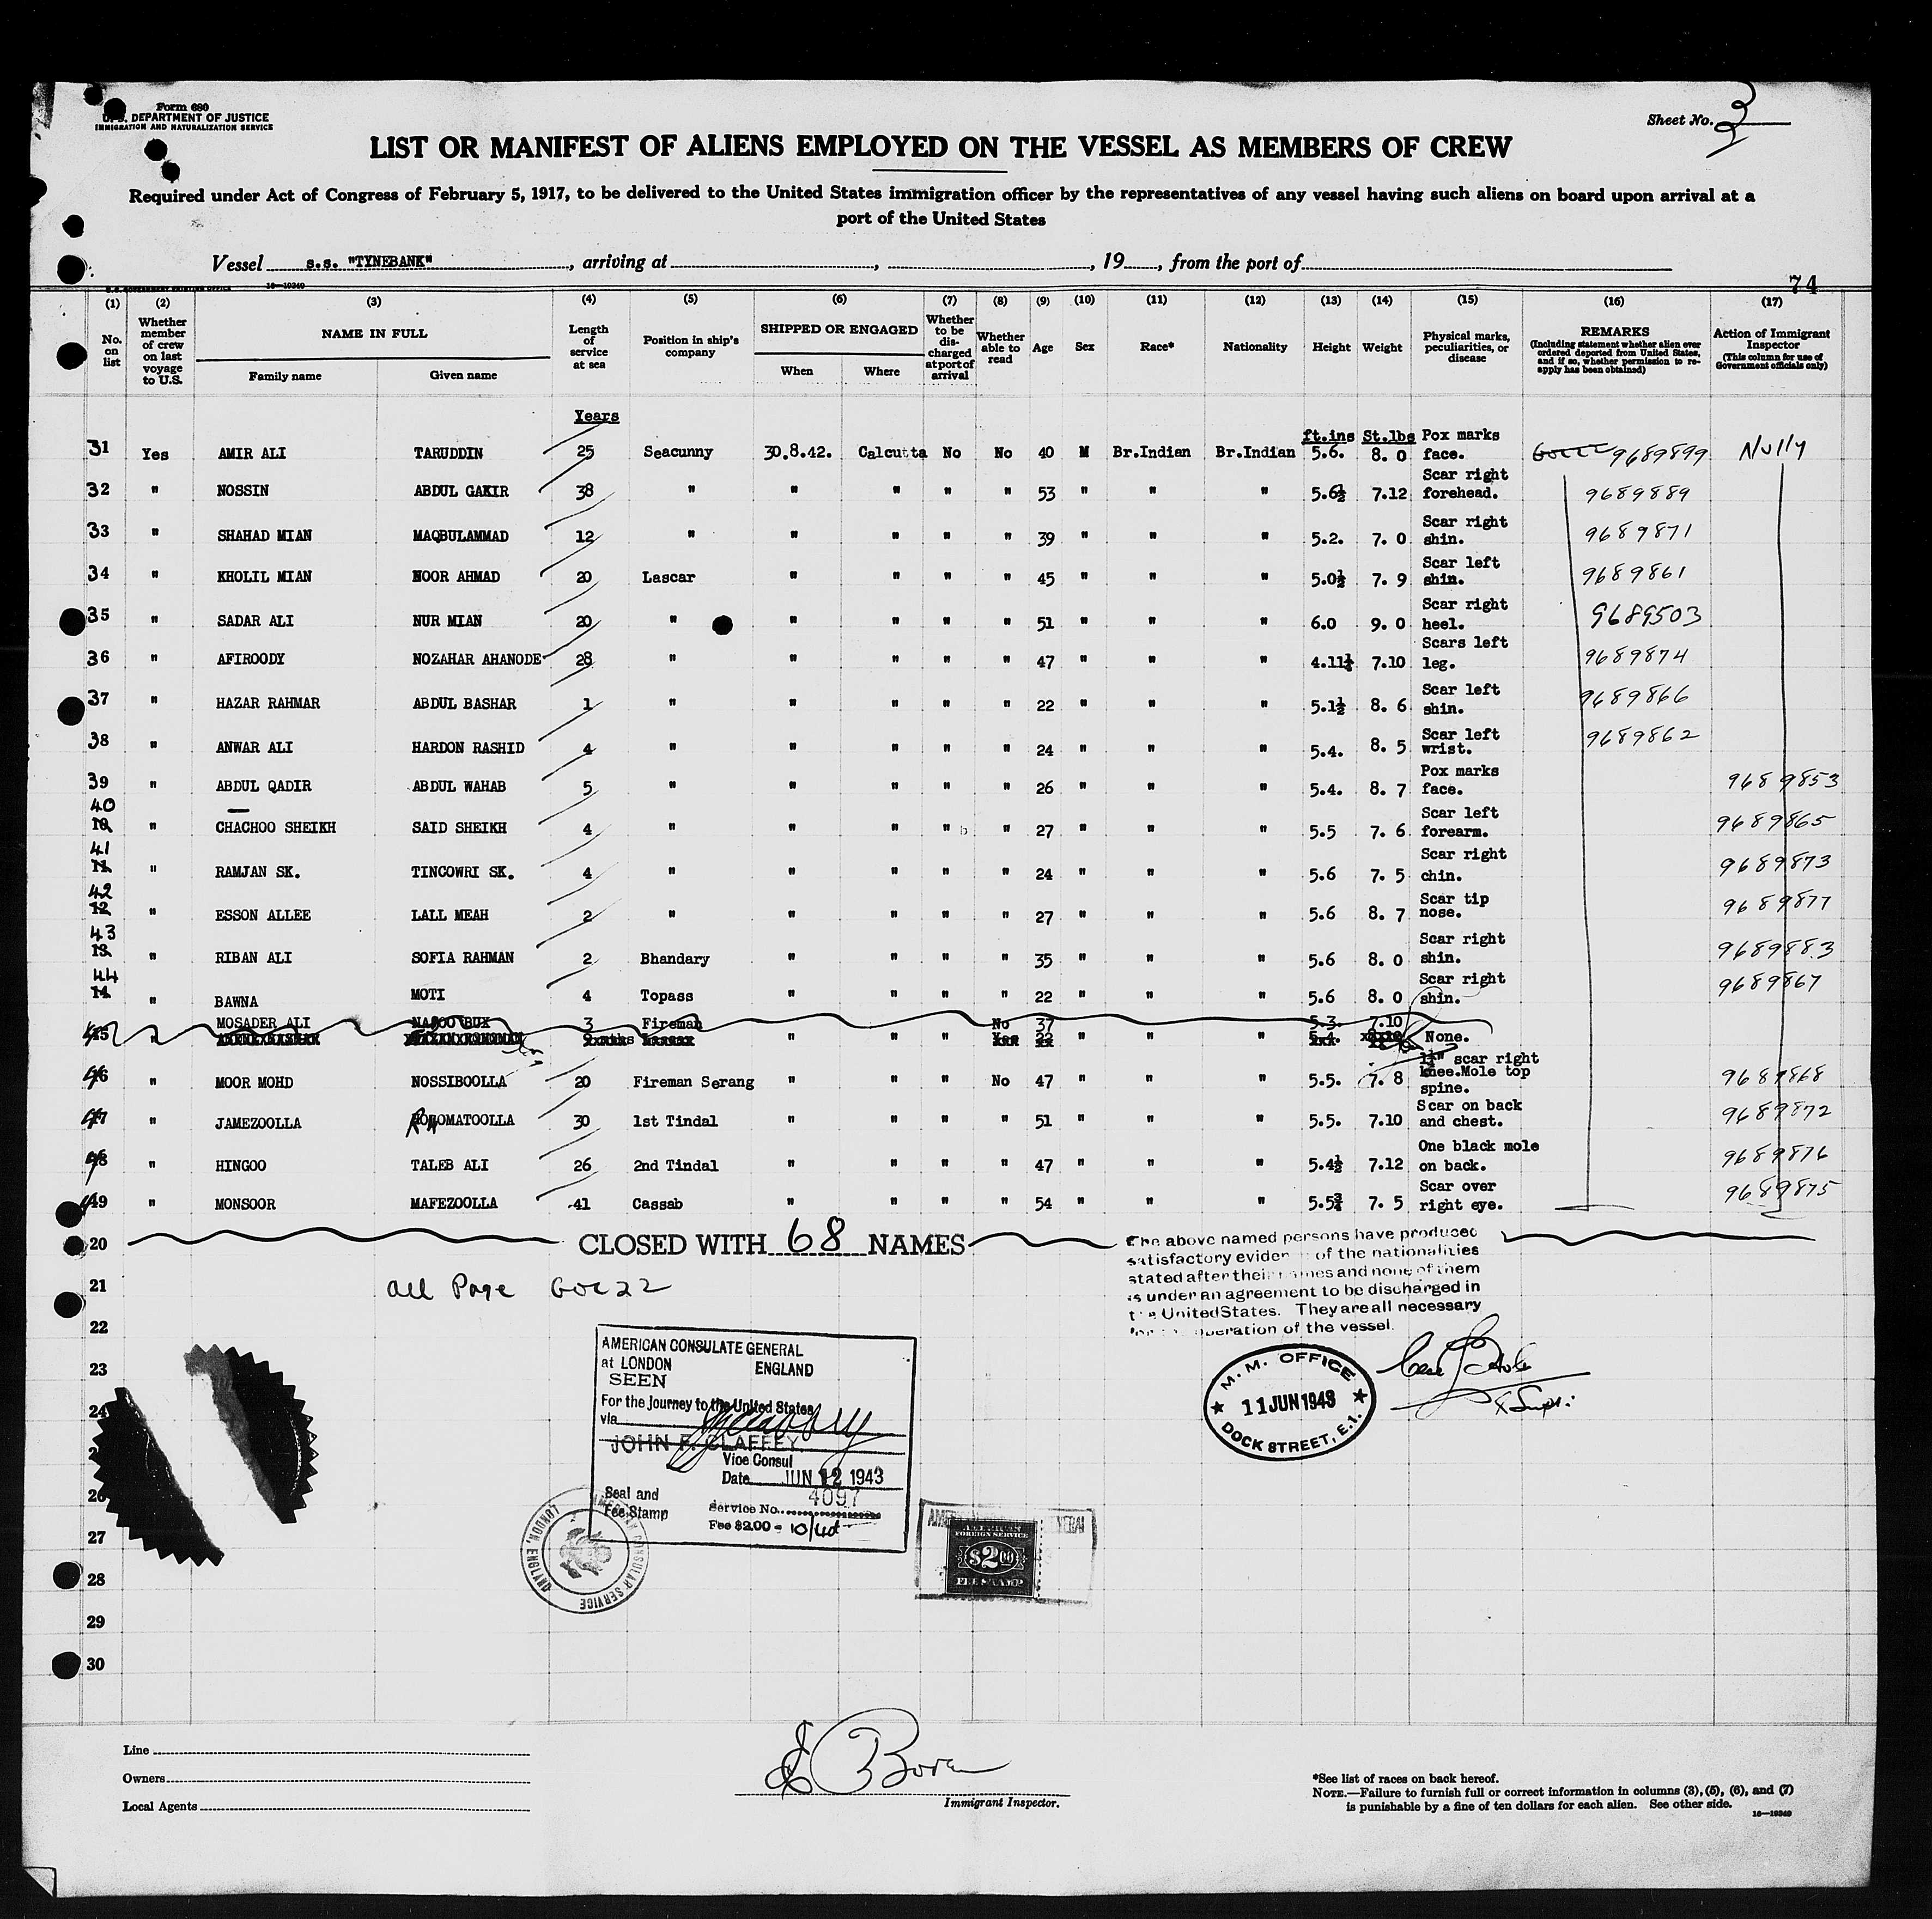 Form 680
U. S. DEPARTMENT OF JUSTICE
IMMIGRATION AND NATURALIZATION SERVICE
Sheet No. 3
LIST OR MANIFEST OF ALIENS EMPLOYED ON THE VESSEL AS MEMBERS OF CREW
Required under Act of Congress of February 5, 1917, to be delivered to the United States immigration officer by the representatives of any vessel having such aliens on board upon arrival at a
port of the United States
Vessel s.s. "TYNEBANK", arriving at , , 19 , from the port of
16—19340
74
(1) (2) (3) (4) (5) (6) (7) (8) (9) (10) (11) (12) (13) (14) (15) (16) (17)
No. on list
Whether member of crew on last voyage to U.S.
NAME IN FULL
Family name Given name
Length of service at sea
Position in ship's company
SHIPPED OR ENGAGED
When Where
Whether to be discharged at port of arrival
Whether able to read
Age
Sex
Race*
Nationality
Height
Weight
Physical marks, peculiarities, or disease
REMARKS
(Including statement whether alien ever ordered deported from United States, and if so, whether permission to re-apply has been obtained)
Action of Immigrant Inspector
(This column for use of Government officials only)
Years
ft.ins St.lbs
31 Yes AMIR ALI TARUDDIN 25 Seacunny 30.8.42. Calcutta No No 40 M Br.Indian Br.Indian 5.6. 8. 0 Pox marks face. 9689899
32 " NOSSIN ABDUL GAKIR 38 " " " " " 53 " " " 5.6½ 7.12 Scar right forehead. 9689889
33 " SHAHAD MIAN MAQBULAMMAD 12 " " " " " 39 " " " 5.2. 7. 0 Scar right shin. 9689871
34 " KHOLIL MIAN NOOR AHMAD 20 Lascar " " " " 45 " " " 5.0½ 7. 9 Scar left shin. 9689861
35 " SADAR ALI NUR MIAN 20 " " " " " 51 " " " 6.0 9. 0 Scar right heel. 9689503
36 " AFIROODY NOZAHAR AHANODE 28 " " " " " 47 " " " 4.11½ 7.10 Scars left leg. 9689874
37 " HAZAR RAHMAR ABDUL BASHAR 1 " " " " " 22 " " " 5.1½ 8. 6 Scar left shin. 9689866
38 " ANWAR ALI HARDON RASHID 4 " " " " " 24 " " " 5.4. 8. 5 Scar left wrist. 9689862
39 " ABDUL QADIR ABDUL WAHAB 5 " " " " " 26 " " " 5.4. 8. 7 Pox marks face. 9689853
40 " CHACHOO SHEIKH SAID SHEIKH 4 " " " " " 27 " " " 5.5 7. 6 Scar left forearm. 9689865
41 " RAMJAN SK. TINCOWRI SK. 4 " " " " " 24 " " " 5.6 7. 5 Scar right chin. 9689873
42 " ESSON ALLEE LALL MEAH 2 " " " " " 27 " " " 5.6 8. 7 Scar tip nose. 9689877
43 " RIBAN ALI SOFIA RAHMAN 2 Bhandary " " " " 35 " " " 5.6 8. 0 Scar right shin. 9689883
44 " BAWNA MOTI 4 Topass " " " " 22 " " " 5.6 8. 0 Scar right shin. 9689867
45 " MOSADER ALI NAJOO BUX 3 Fireman " " " No 37 " " " 5.3. 7.10 None.
46 " MOOR MOHD NOSSIBOOLLA 20 Fireman Serang " " " No 47 " " " 5.5. 7. 8 1½" scar right knee.Mole top spine. 9689868
47 " JAMEZOOLLA ROHOMATOOLLA 30 1st Tindal " " " " 51 " " " 5.5. 7.10 Scar on back and chest. 9689872
48 " HINGOO TALEB ALI 26 2nd Tindal " " " " 47 " " " 5.4½ 7.12 One black mole on back. 9689876
49 " MONSOOR MAFEZOOLLA 41 Cassab " " " " 54 " " " 5.5¾ 7. 5 Scar over right eye. 9689875
20 CLOSED WITH 68 NAMES
21 All Page
22
23
24
26
27
28
29
30
The above named persons have produced
satisfactory evidence of the nationalities
stated after their names and none of them
is under an agreement to be discharged in
the United States. They are all necessary
for the operation of the vessel.
AMERICAN CONSULATE GENERAL
at LONDON ENGLAND
SEEN
For the journey to the United States
via
JOHN F. CLAFFEY
Vice Consul
Date JUN 12 1943
Seal and Fee Stamp
Service No. 4097
Fee $2.00 =
AMERICAN CONSULAR SERVICE
LONDON, ENGLAND
AMERICAN FOREIGN SERVICE
$2.00
FEE STAMP
M. M. OFFICE
11 JUN 1943
DOCK STREET, E.1.
Line
Owners
Local Agents
Immigrant Inspector.
*See list of races on back hereof.
NOTE.—Failure to furnish full or correct information in columns (3), (5), (6), and (7)
is punishable by a fine of ten dollars for each alien. See other side.
16—19340